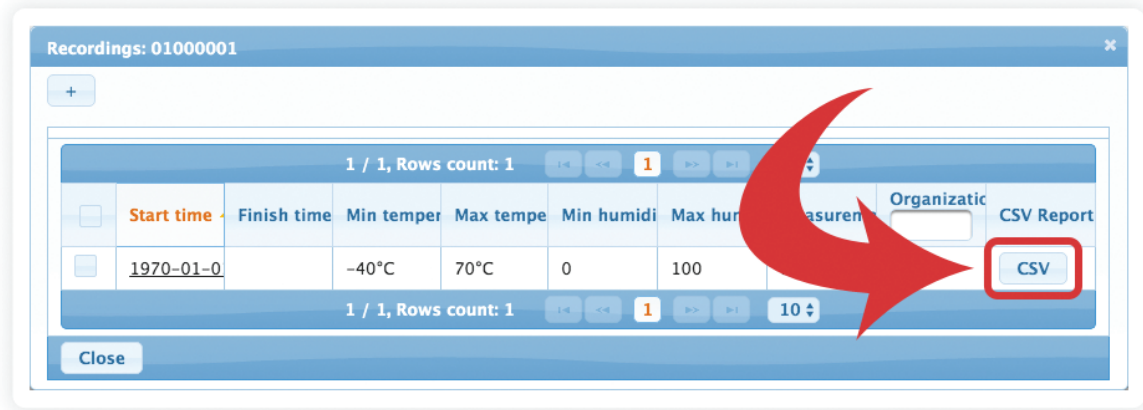 Recordings: 01000001
+
1 / 1, Rows count: 1 1
Start time Finish time Min temper Max tempe Min humidi Max hu Organizatic CSV Report
1970-01-0 -40°C 70°C 0 100 CSV
1 / 1, Rows count: 1 1 10
Close